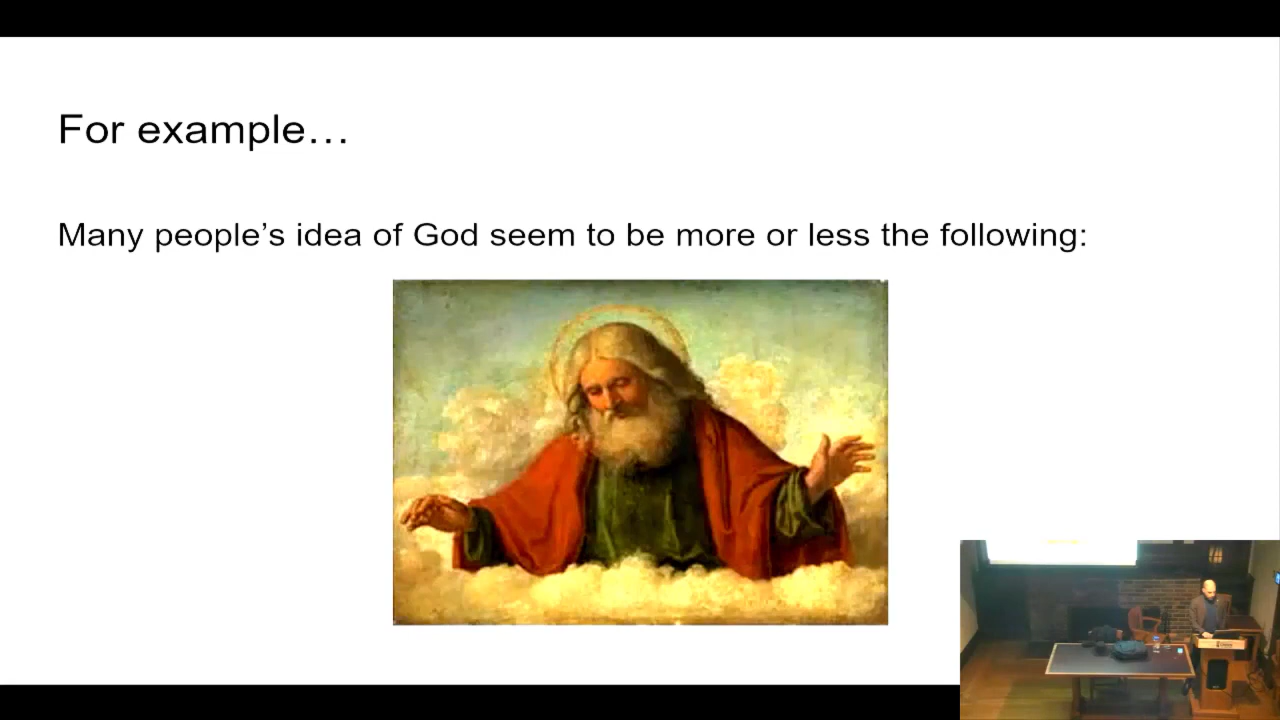 For example…
Many people’s idea of God seem to be more or less the following: